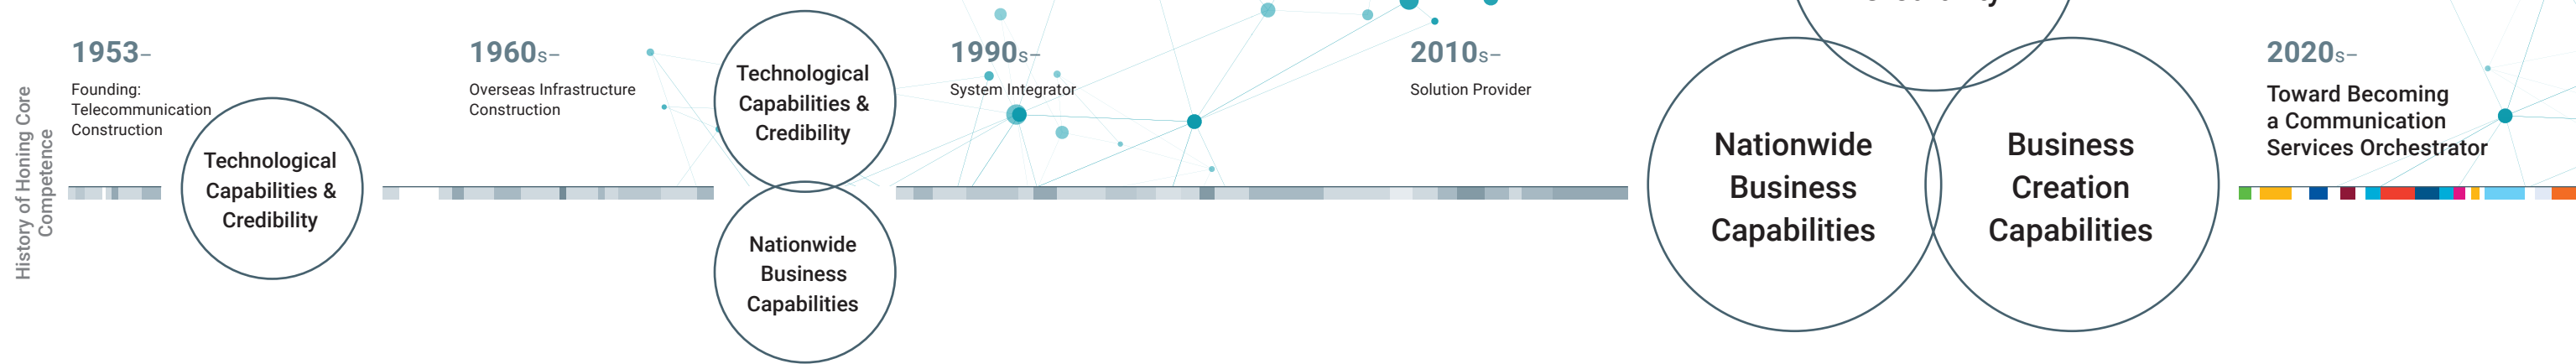 History of Honing Core
Competence
1953–
Founding:
Telecommunication
Construction
Technological
Capabilities &
Credibility
1960s–
Overseas Infrastructure
Construction
Technological
Capabilities &
Credibility
Nationwide
Business
Capabilities
1990s–
System Integrator
2010s–
Solution Provider
Nationwide
Business
Capabilities
Business
Creation
Capabilities
2020s–
Toward Becoming
a Communication
Services Orchestrator